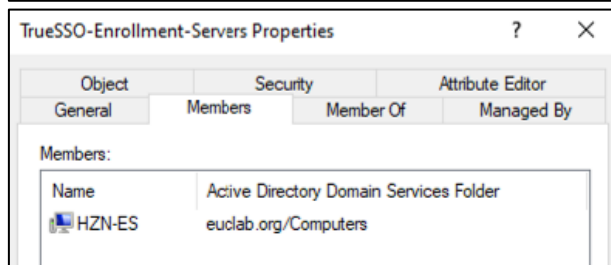 TrueSSO-Enrollment-Servers Properties ? ×
Object Security Attribute Editor
General Members Member Of Managed By
Members:
Name Active Directory Domain Services Folder
HZN-ES euclab.org/Computers